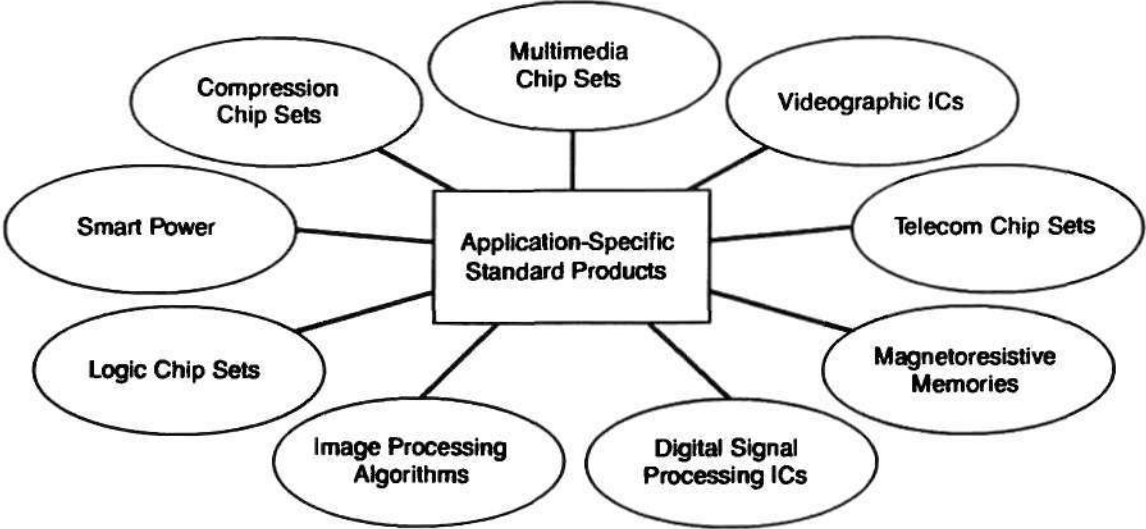 Multimedia
Chip Sets
Compression
Chip Sets
Videographic ICs
Smart Power
Telecom Chip Sets
Application-Specific
Standard Products
Logic Chip Sets
Magnetoresistive
Memories
Image Processing
Algorithms
Digital Signal
Processing ICs